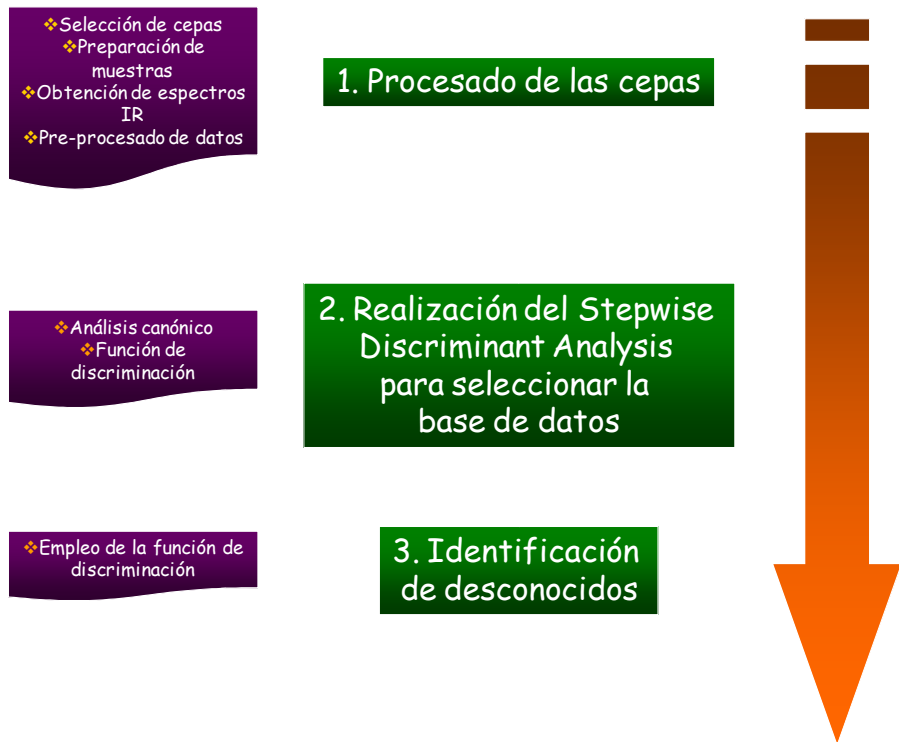 ❖Selección de cepas
❖Preparación de
muestras
❖Obtención de espectros
IR
❖Pre-procesado de datos
1. Procesado de las cepas
❖Análisis canónico
❖Función de
discriminación
2. Realización del Stepwise
Discriminant Analysis
para seleccionar la
base de datos
❖Empleo de la función de
discriminación
3. Identificación
de desconocidos